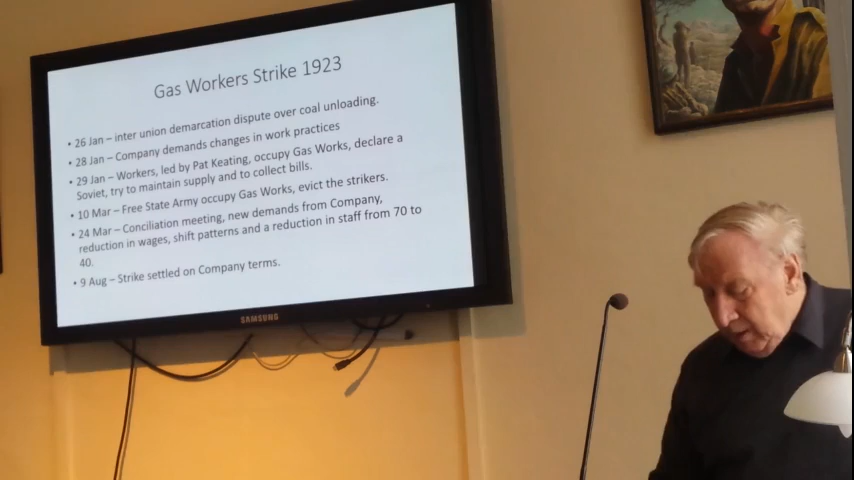 Gas Workers Strike 1923
• 26 Jan – inter union demarcation dispute over coal unloading.
• 28 Jan – Company demands changes in work practices
• 29 Jan – Workers, led by Pat Keating, occupy Gas Works, declare a
Soviet, try to maintain supply and to collect bills.
• 10 Mar – Free State Army occupy Gas Works, evict the strikers.
• 24 Mar – Conciliation meeting, new demands from Company,
reduction in wages, shift patterns and a reduction in staff from 70 to
40.
• 9 Aug – Strike settled on Company terms.
SAMSUNG